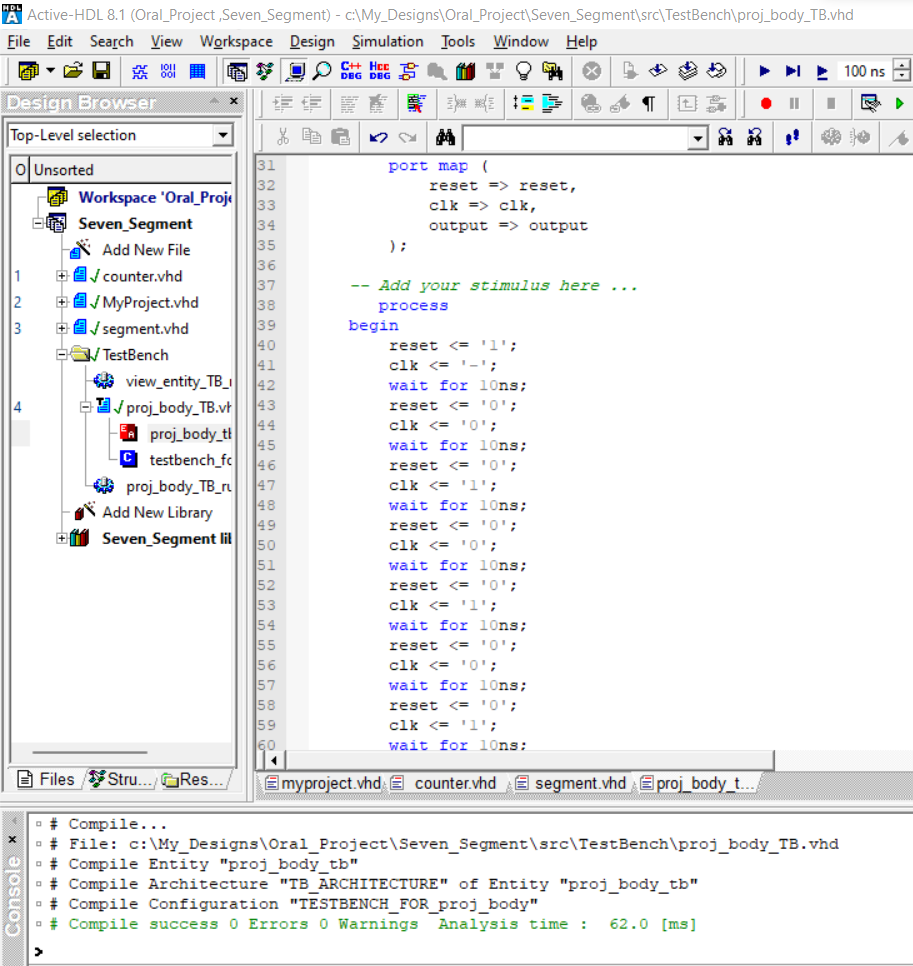 Active-HDL 8.1 (Oral_Project ,Seven_Segment) - c:\My_Designs\Oral_Project\Seven_Segment\src\TestBench\proj_body_TB.vhd
File Edit Search View Workspace Design Simulation Tools Window Help
C++ DBG HCC DBG 100 ns
Design Browser
Top-Level selection
O Unsorted
Workspace 'Oral_Proje
Seven_Segment
Add New File
1 counter.vhd
2 MyProject.vhd
3 segment.vhd
TestBench
view_entity_TB_
4 proj_body_TB.vh
proj_body_tb
testbench_fo
proj_body_TB_ru
Add New Library
Seven_Segment lib
Files Stru... Res...
31 port map (
32 reset => reset,
33 clk => clk,
34 output => output
35 );
36
37 -- Add your stimulus here ...
38 process
39 begin
40 reset <= '1';
41 clk <= '-';
42 wait for 10ns;
43 reset <= '0';
44 clk <= '0';
45 wait for 10ns;
46 reset <= '0';
47 clk <= '1';
48 wait for 10ns;
49 reset <= '0';
50 clk <= '0';
51 wait for 10ns;
52 reset <= '0';
53 clk <= '1';
54 wait for 10ns;
55 reset <= '0';
56 clk <= '0';
57 wait for 10ns;
58 reset <= '0';
59 clk <= '1';
60 wait for 10ns;
myproject.vhd counter.vhd segment.vhd proj_body_t...
Console
# Compile...
# File: c:\My_Designs\Oral_Project\Seven_Segment\src\TestBench\proj_body_TB.vhd
# Compile Entity "proj_body_tb"
# Compile Architecture "TB_ARCHITECTURE" of Entity "proj_body_tb"
# Compile Configuration "TESTBENCH_FOR_proj_body"
# Compile success 0 Errors 0 Warnings Analysis time : 62.0 [ms]
>